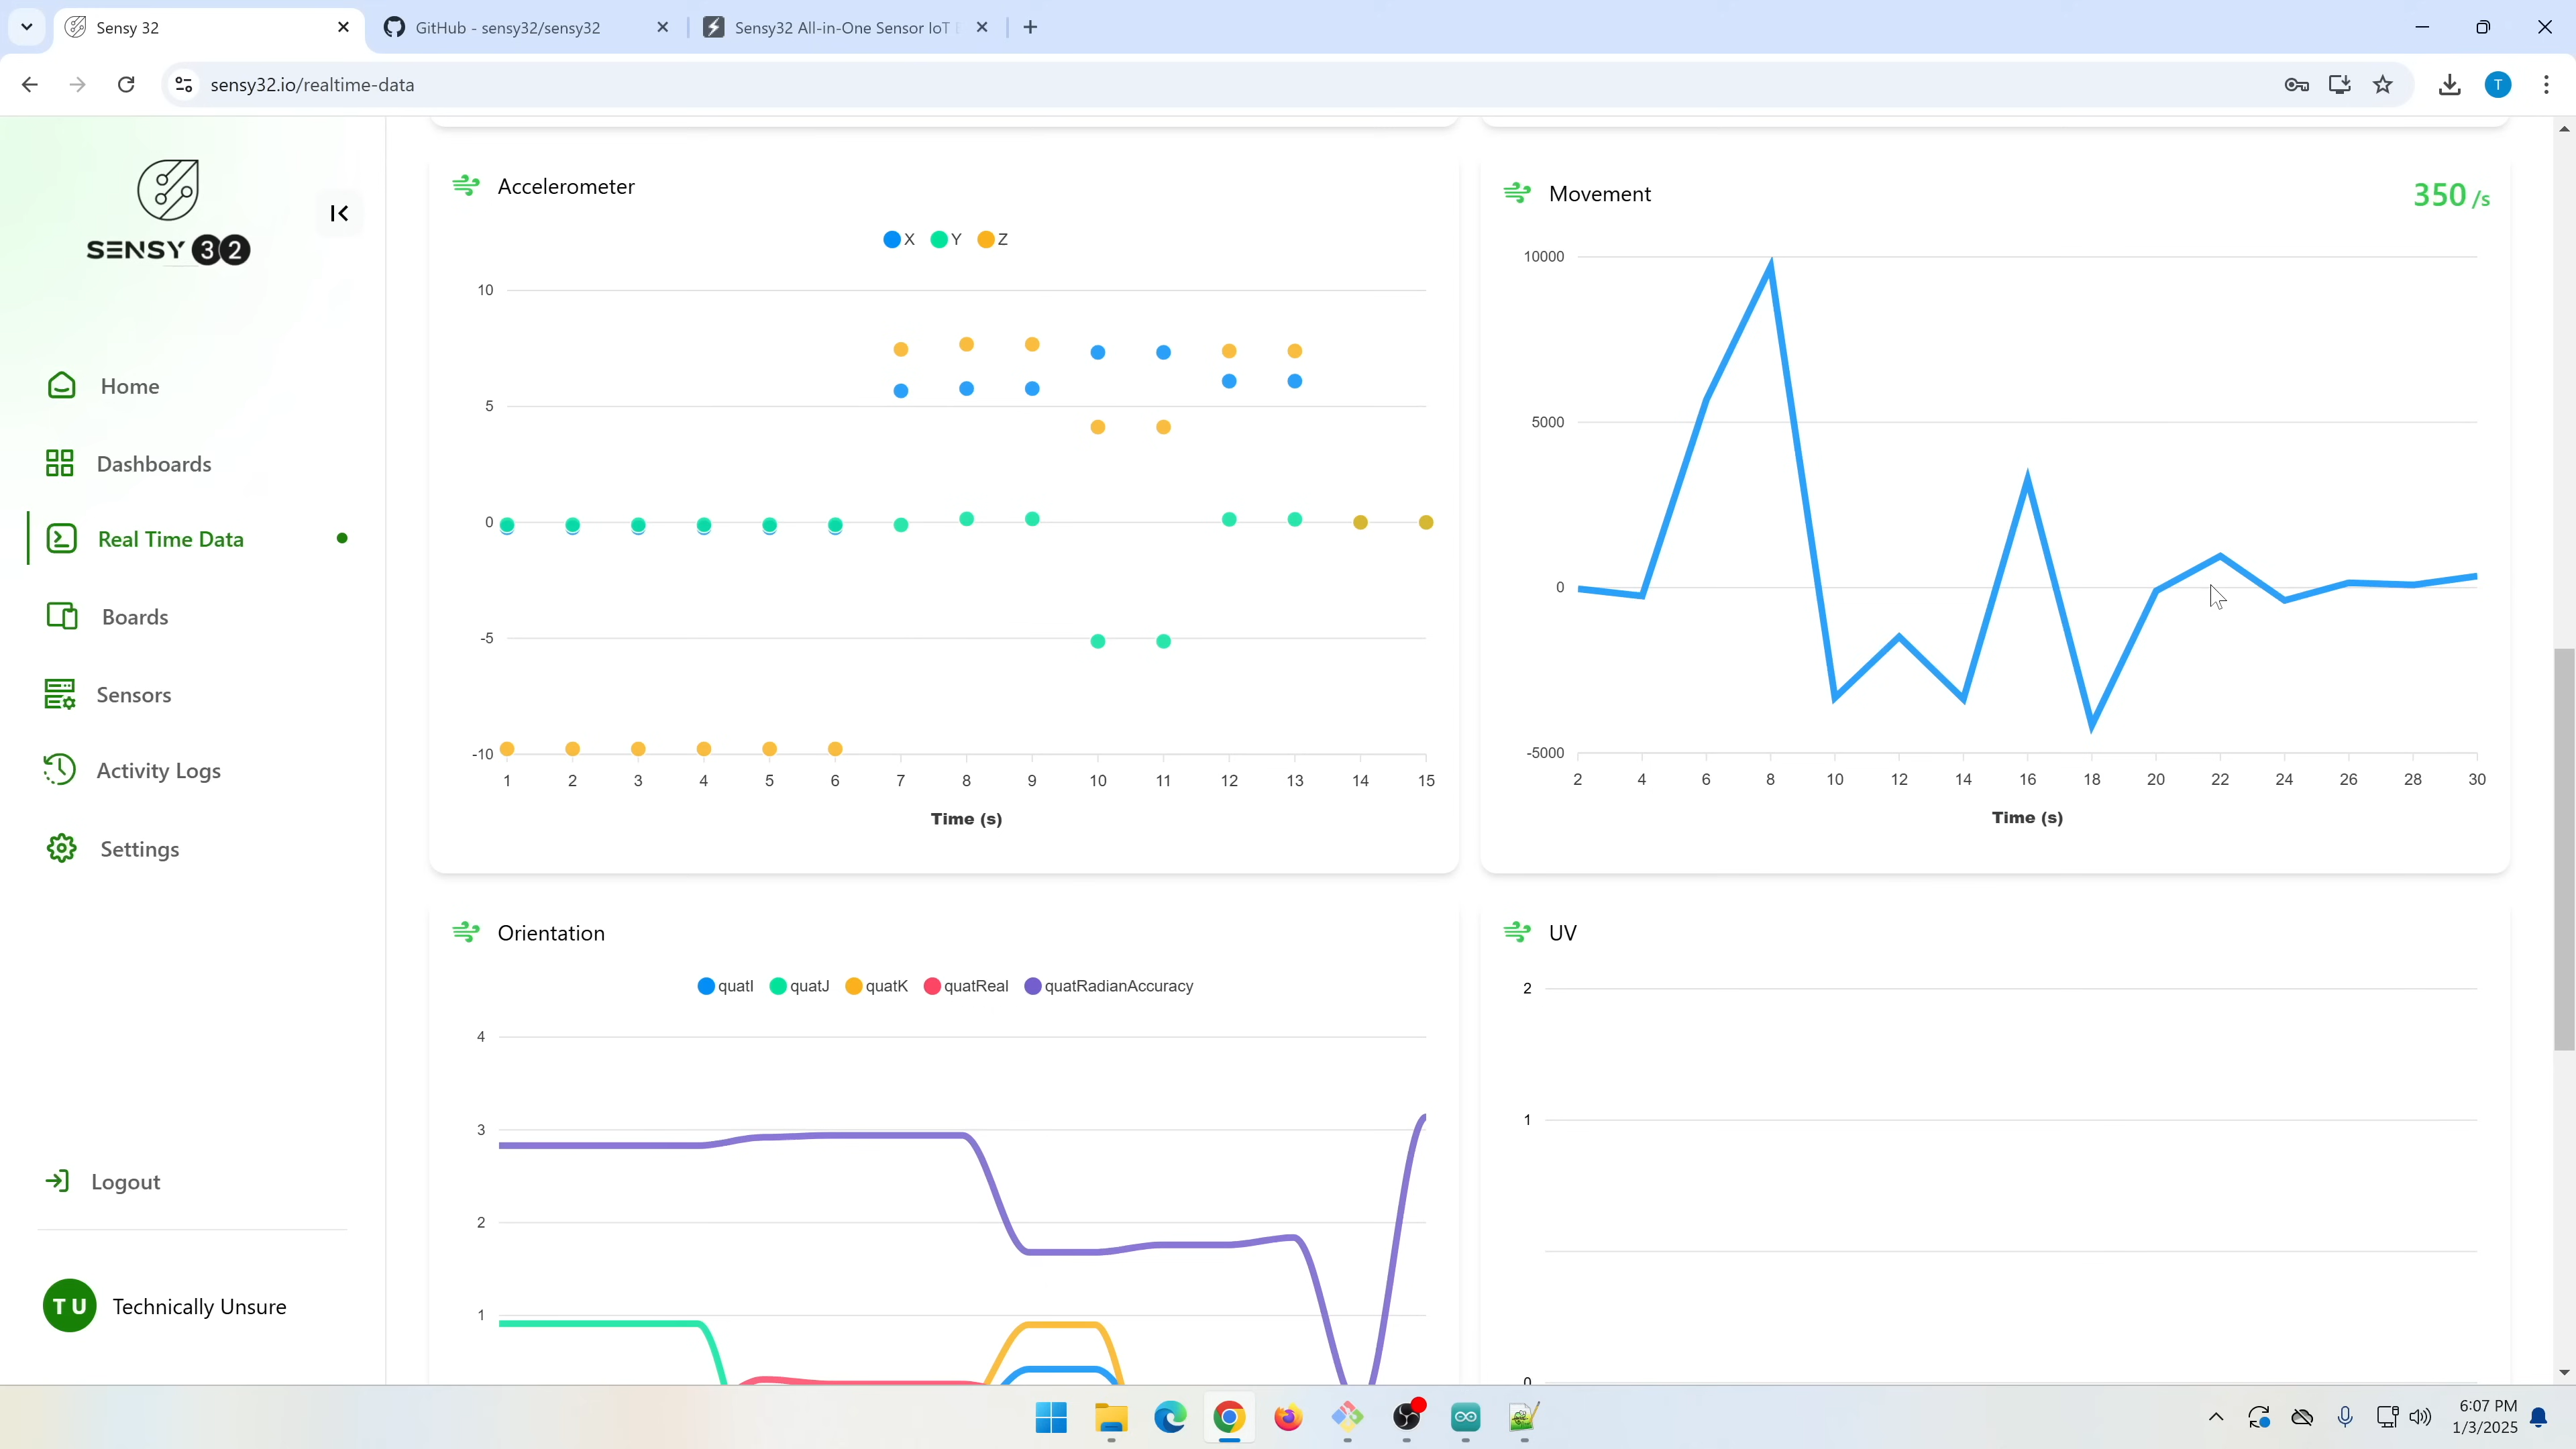 Sensy 32
GitHub - sensy32/sensy32
Sensy32 All-in-One Sensor IoT
sensy32.io/realtime-data
T
SENSY 32
Home
Dashboards
Real Time Data
Boards
Sensors
Activity Logs
Settings
Logout
TU
Technically Unsure
Accelerometer
X Y Z
10
5
0
-5
-10
1 2 3 4 5 6 7 8 9 10 11 12 13 14 15
Time (s)
Movement
350 /s
10000
5000
0
-5000
2 4 6 8 10 12 14 16 18 20 22 24 26 28 30
Time (s)
Orientation
quatI quatJ quatK quatReal quatRadianAccuracy
4
3
2
1
UV
2
1
0
6:07 PM
1/3/2025